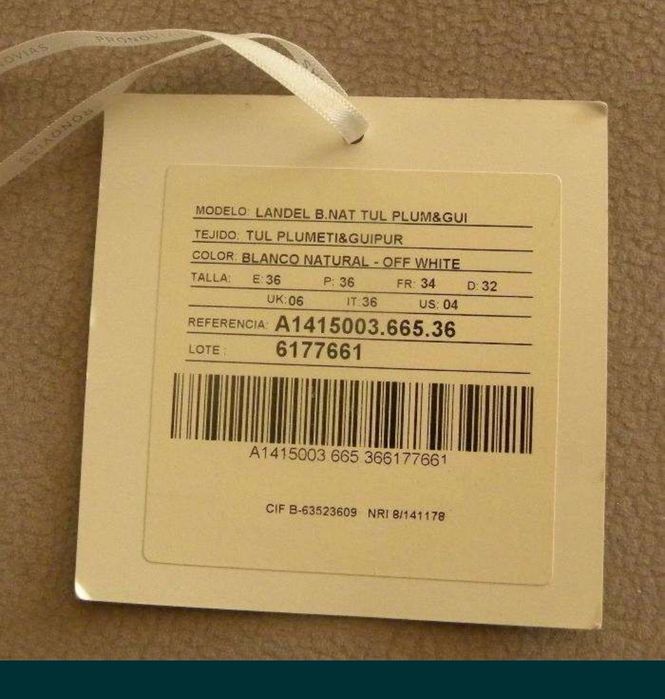 PRONOVIAS
PRONOVIAS
MODELO: LANDEL B.NAT TUL PLUM&GUI
TEJIDO: TUL PLUMETI&GUIPUR
COLOR: BLANCO NATURAL - OFF WHITE
TALLA: E: 36 P: 36 FR: 34 D: 32
UK: 06 IT: 36 US: 04
REFERENCIA: A1415003.665.36
LOTE : 6177661
A1415003 665 366177661
CIF B-63523609 NRI 8/141178